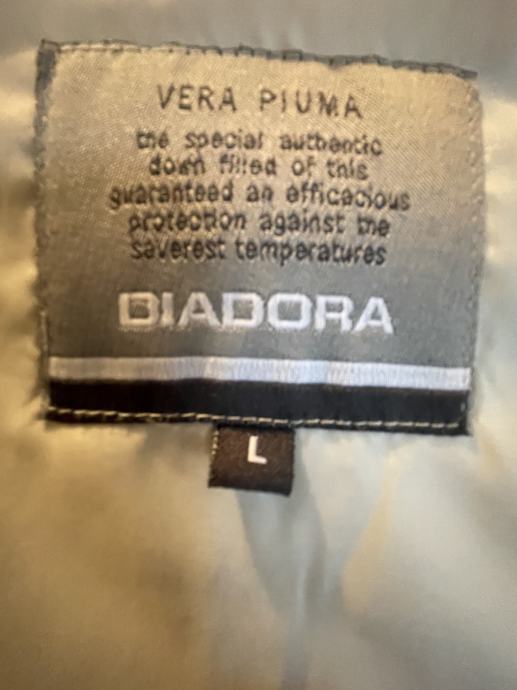 VERA PIUMA
the special authentic
down filled of this
guaranteed an efficacious
protection against the
saverest temperatures
DIADORA
L